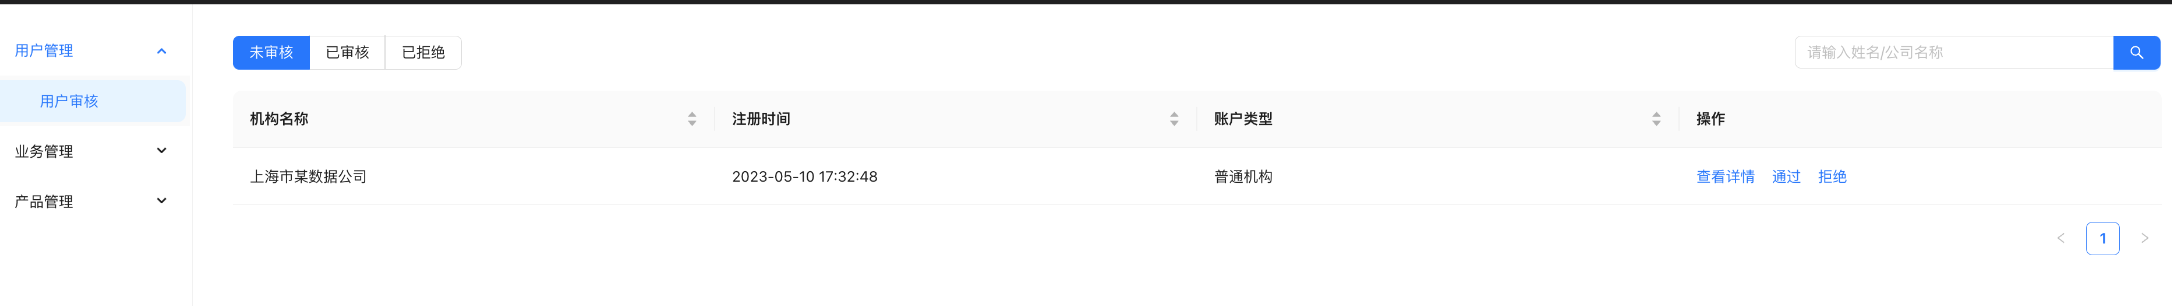 用户管理
用户审核
业务管理
产品管理
未审核 已审核 已拒绝
请输入姓名/公司名称
机构名称 注册时间 账户类型 操作
上海市某数据公司 2023-05-10 17:32:48 普通机构 查看详情 通过 拒绝
1